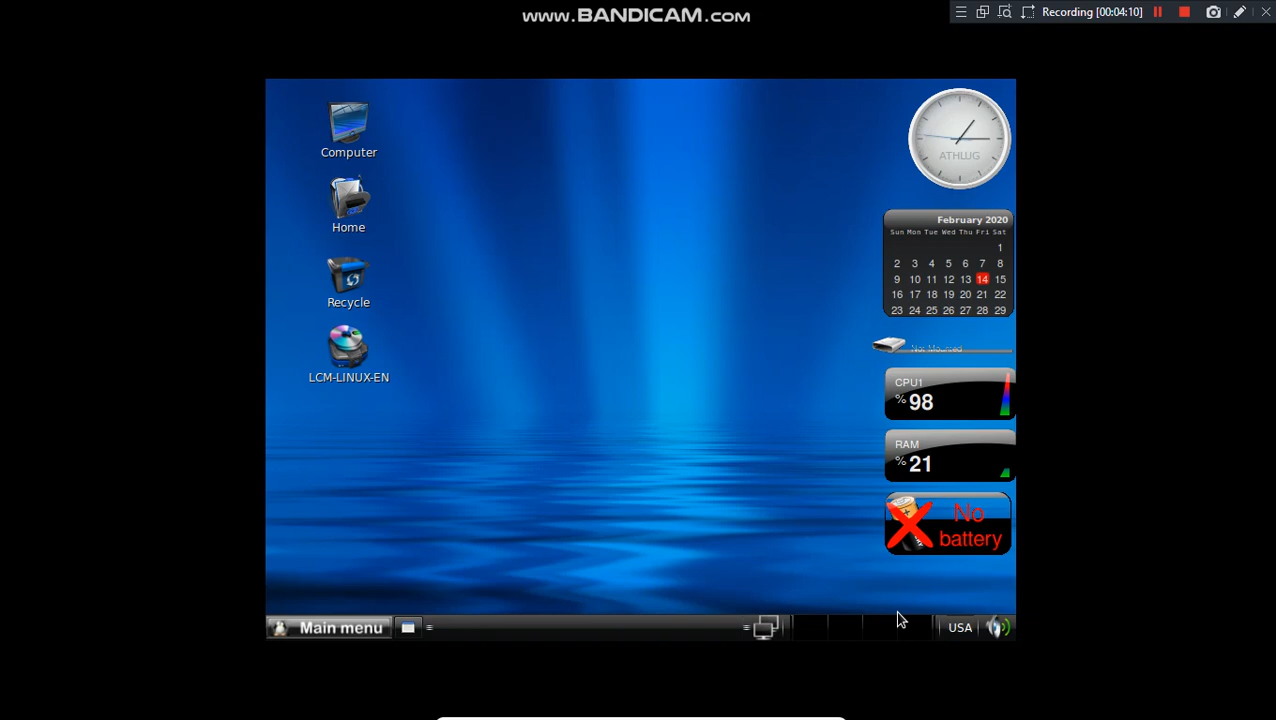 www.BANDICAM.com
Recording [00:04:10]
Computer
Home
Recycle
LCM-LINUX-EN
ATHLUG
February 2020
Sun Mon Tue Wed Thu Fri Sat
1
2 3 4 5 6 7 8
9 10 11 12 13 14 15
16 17 18 19 20 21 22
23 24 25 26 27 28 29
Not Mounted
CPU1
% 98
RAM
% 21
No
battery
Main menu
USA